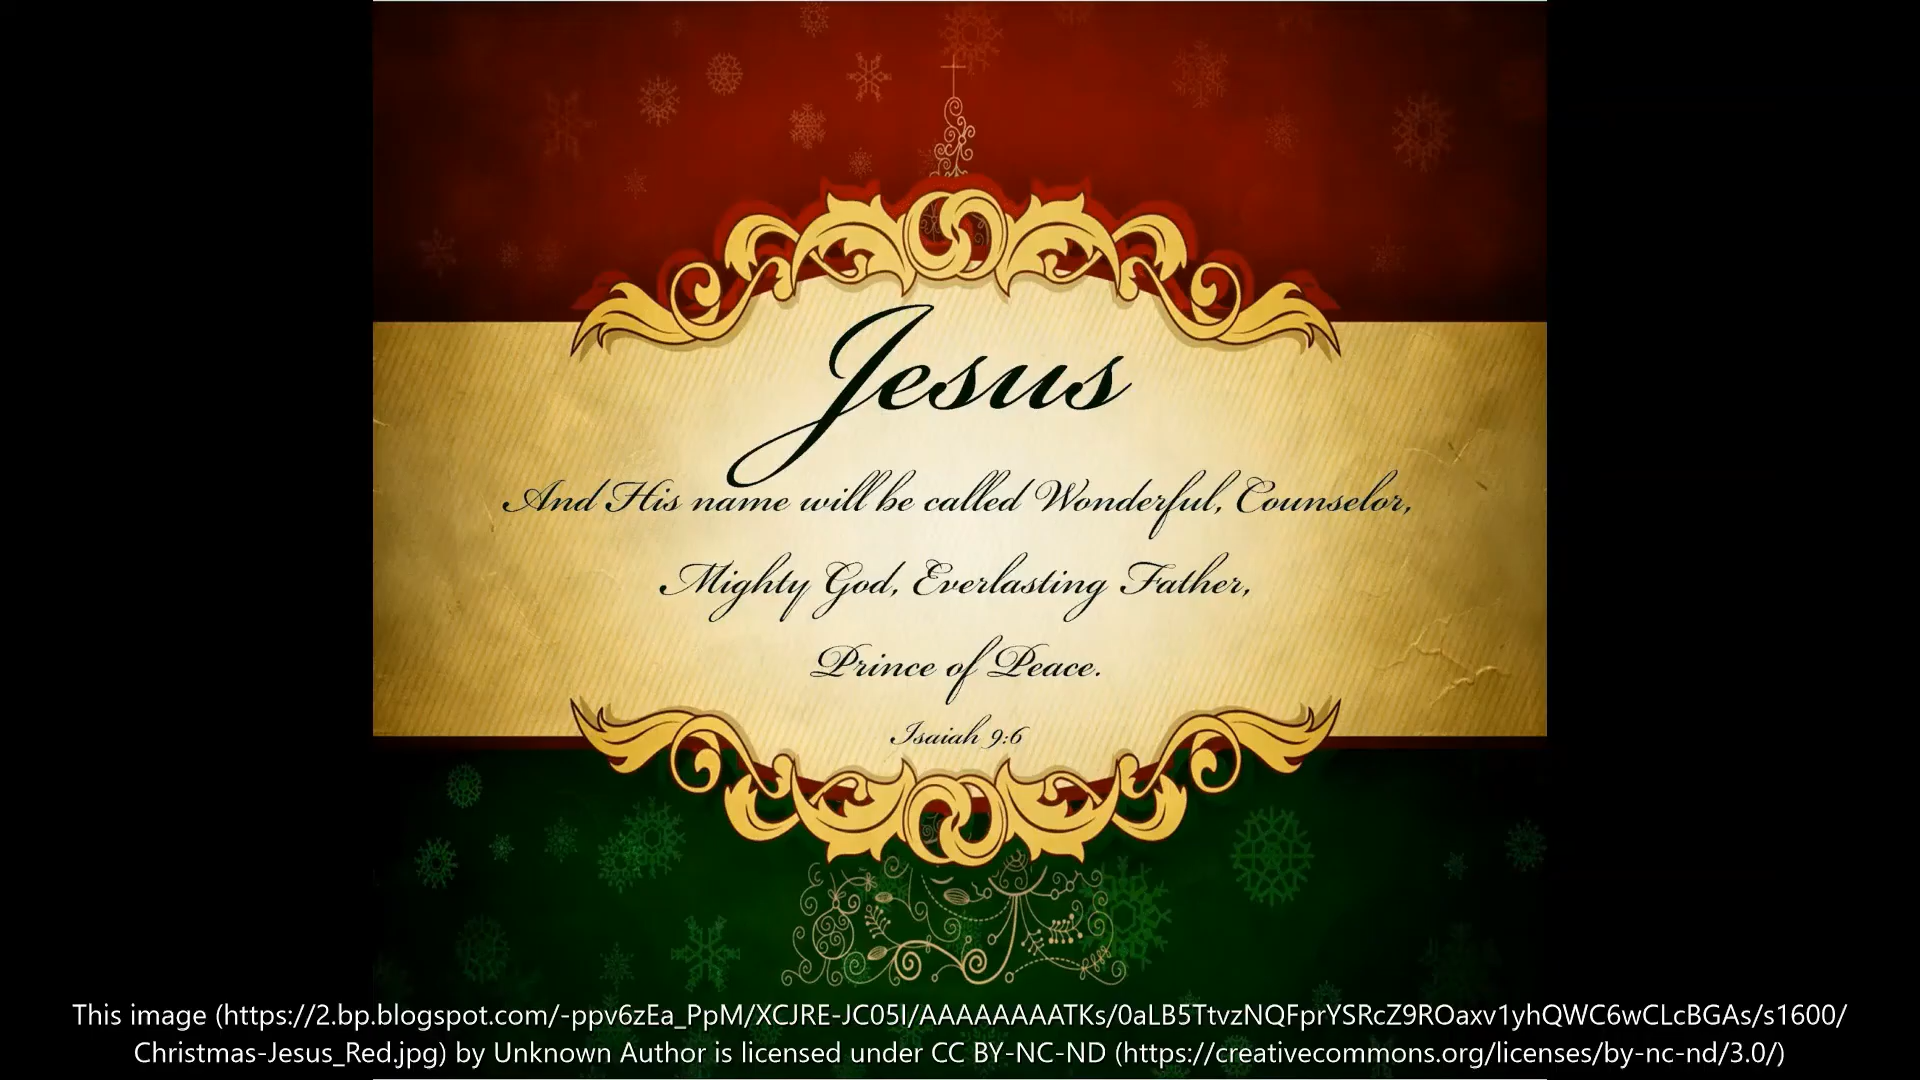 Jesus
And His name will be called Wonderful, Counselor,
Mighty God, Everlasting Father,
Prince of Peace.
Isaiah 9:6
This image (https://2.bp.blogspot.com/-ppv6zEa_PpM/XCJRE-JC05I/AAAAAAAATKs/0aLB5TtvzNQFprYSRcZ9ROaxv1yhQWC6wCLcBGAs/s1600/
Christmas-Jesus_Red.jpg) by Unknown Author is licensed under CC BY-NC-ND (https://creativecommons.org/licenses/by-nc-nd/3.0/)